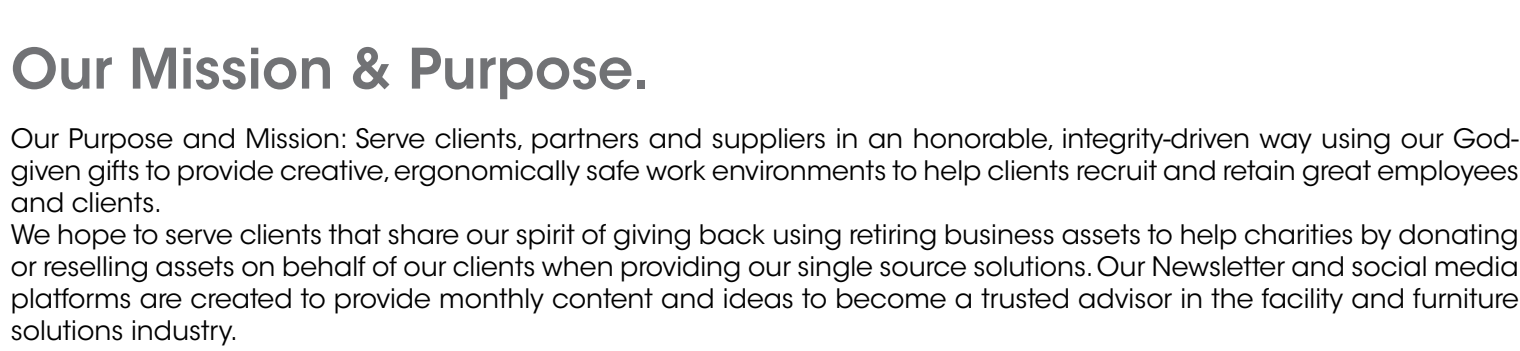 Our Mission & Purpose.
Our Purpose and Mission: Serve clients, partners and suppliers in an honorable, integrity-driven way using our God-
given gifts to provide creative, ergonomically safe work environments to help clients recruit and retain great employees
and clients.
We hope to serve clients that share our spirit of giving back using retiring business assets to help charities by donating
or reselling assets on behalf of our clients when providing our single source solutions. Our Newsletter and social media
platforms are created to provide monthly content and ideas to become a trusted advisor in the facility and furniture
solutions industry.